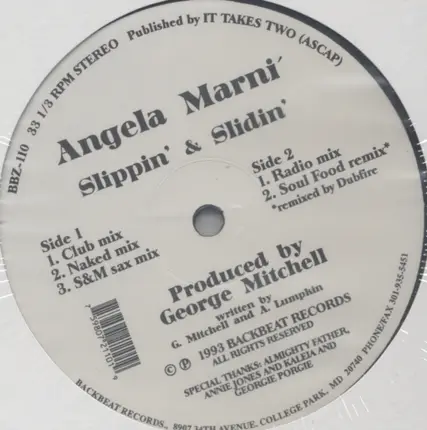 BBZ-110 33 1/3 RPM STEREO Published by IT TAKES TWO (ASCAP)
Angela Marni'
Slippin' & Slidin'
Side 1
1. Club mix
2. Naked mix
3. S&M sax mix
Side 2
1. Radio mix
2. Soul Food remix*
*remixed by Dubfire
Produced by
George Mitchell
written by
G. Mitchell and A. Lumpkin
© ℗ 1993 BACKBEAT RECORDS
ALL RIGHTS RESERVED
SPECIAL THANKS: ALMIGHTY FATHER,
ANNIE JONES AND KALEIA AND
GEORGIE PORGIE
BACKBEAT RECORDS., 8907 34TH AVENUE. COLLEGE PARK, MD 20740 PHONE/FAX 301-935-5451